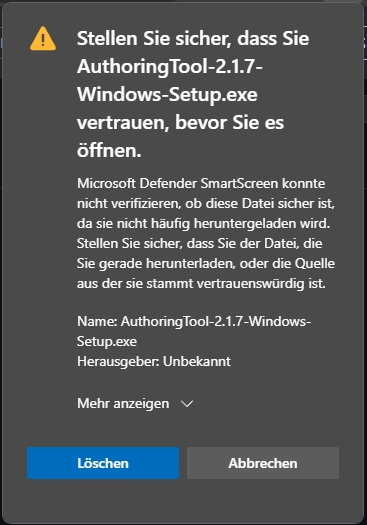 Stellen Sie sicher, dass Sie
AuthoringTool-2.1.7-
Windows-Setup.exe
vertrauen, bevor Sie es
öffnen.
Microsoft Defender SmartScreen konnte
nicht verifizieren, ob diese Datei sicher ist,
da sie nicht häufig heruntergeladen wird.
Stellen Sie sicher, dass Sie der Datei, die
Sie gerade herunterladen, oder die Quelle
aus der sie stammt vertrauenswürdig ist.
Name: AuthoringTool-2.1.7-Windows-
Setup.exe
Herausgeber: Unbekannt
Mehr anzeigen
Löschen
Abbrechen